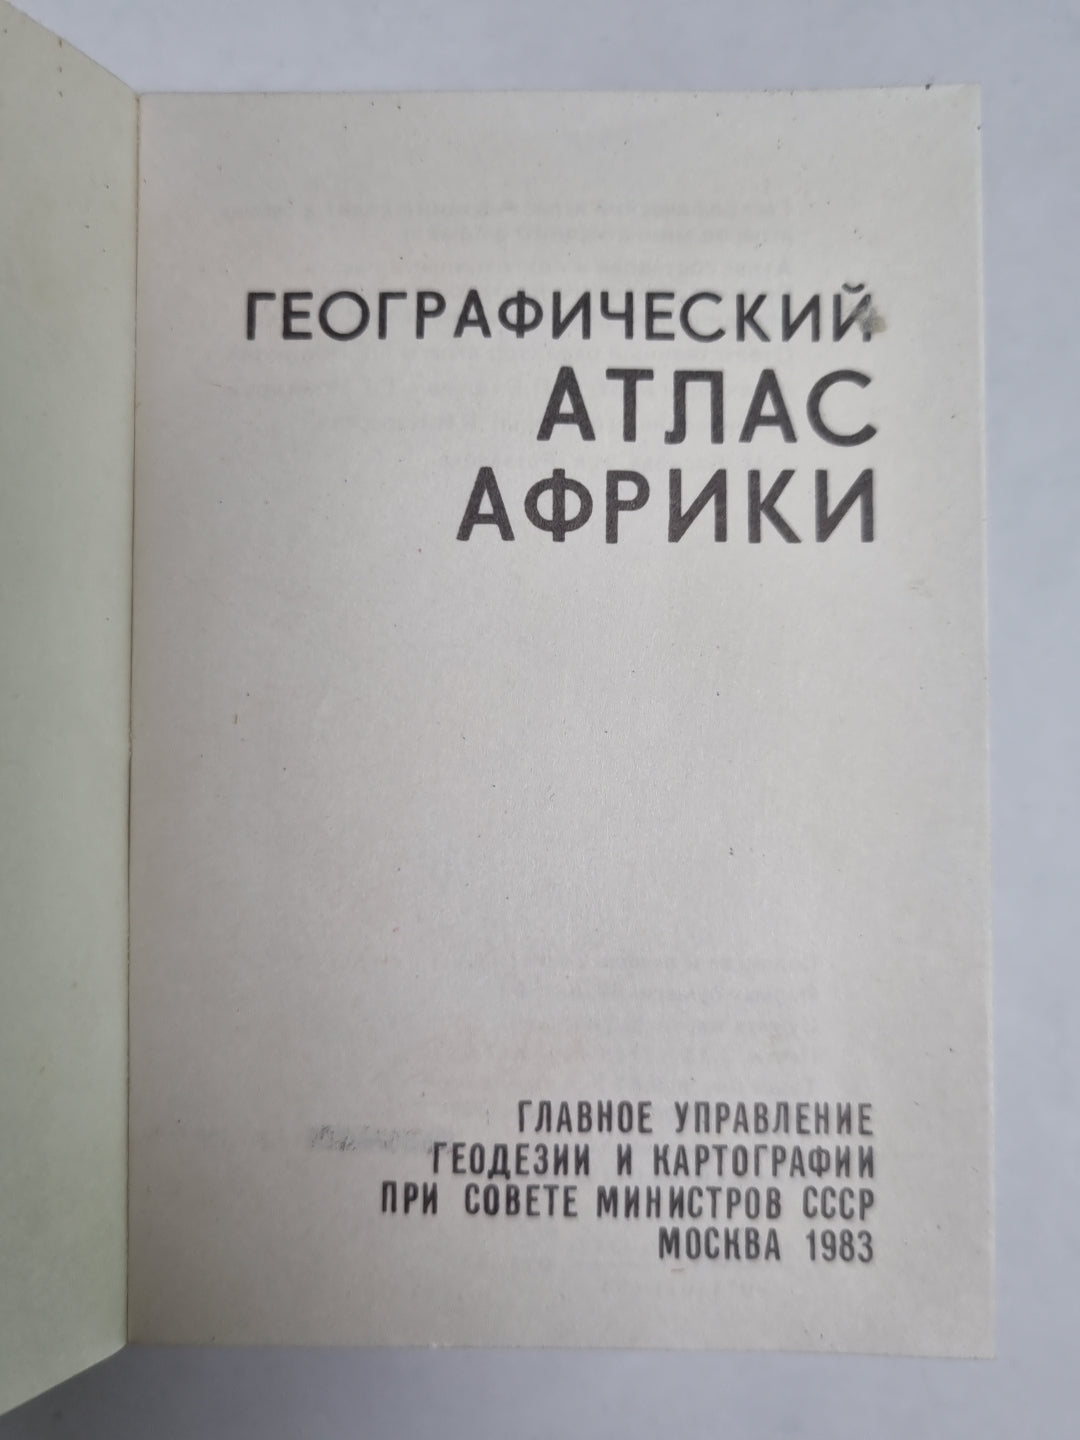 ГЕОГРАФИЧЕСКИЙ
АТЛАС
АФРИКИ
ГЛАВНОЕ УПРАВЛЕНИЕ
ГЕОДЕЗИИ И КАРТОГРАФИИ
ПРИ СОВЕТЕ МИНИСТРОВ СССР
МОСКВА 1983